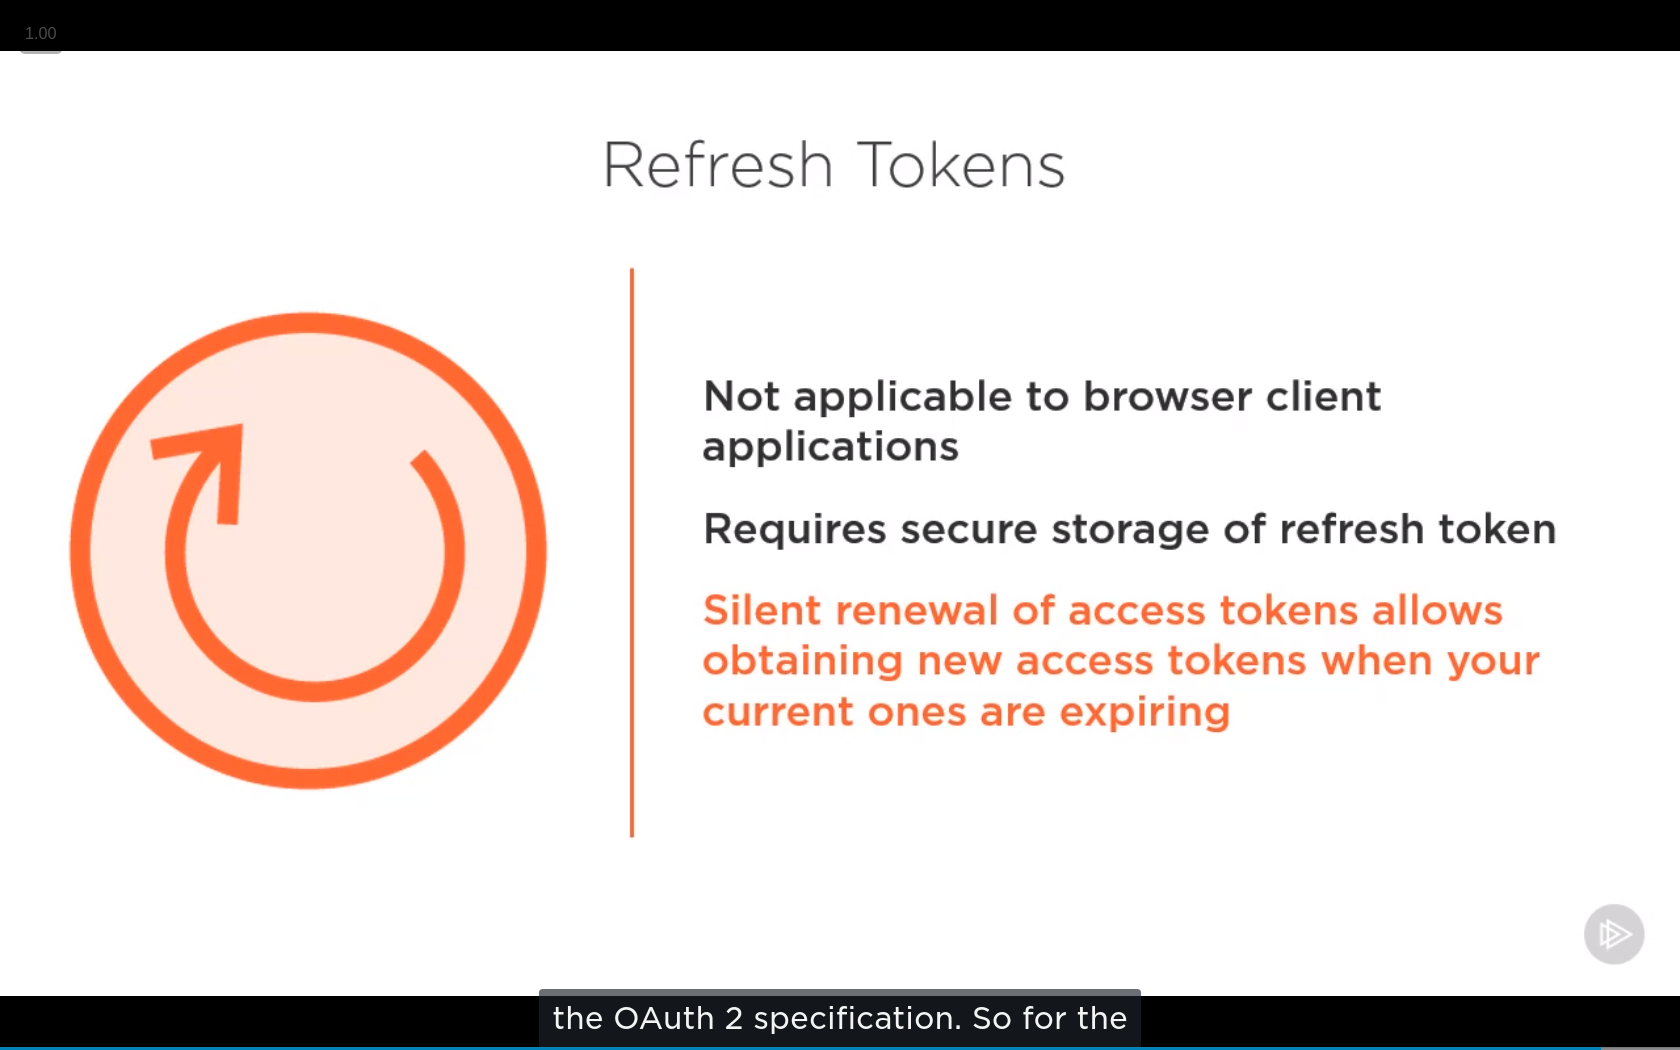 1.00
Refresh Tokens
Not applicable to browser client
applications
Requires secure storage of refresh token
Silent renewal of access tokens allows
obtaining new access tokens when your
current ones are expiring
the OAuth 2 specification. So for the